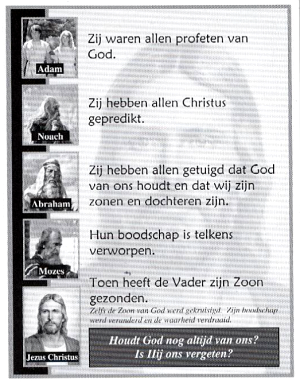 Adam
Zij waren allen profeten van
God.
Noach
Zij hebben allen Christus
gepredikt.
Abraham
Zij hebben allen getuigd dat God
van ons houdt en dat wij zijn
zonen en dochteren zijn.
Mozes
Hun boodschap is telkens
verworpen.
Jezus Christus
Toen heeft de Vader zijn Zoon
gezonden.
Zelfs de Zoon van God werd gekruisigd. Zijn boodschap
werd veranderd en de waarheid verdraaid.
Houdt God nog altijd van ons?
Is Hij ons vergeten?